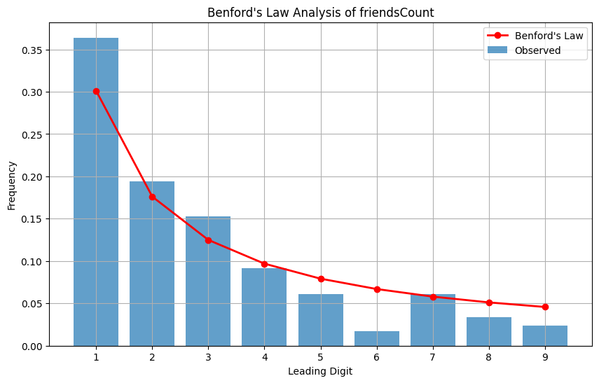 Benford's Law Analysis of friendsCount
Benford's Law
Observed
Frequency
0.35
0.30
0.25
0.20
0.15
0.10
0.05
0.00
1 2 3 4 5 6 7 8 9
Leading Digit